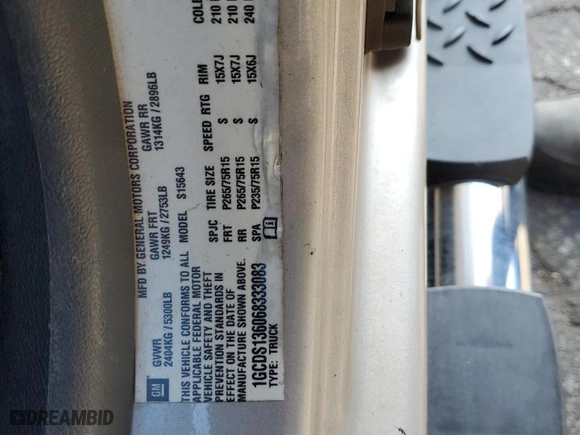 MFD BY GENERAL MOTORS CORPORATION
GVWR GAWR FRT GAWR RR
2404KG/5300LB 1249KG/2753LB 1314KG/2896LB
THIS VEHICLE CONFORMS TO ALL
APPLICABLE FEDERAL MOTOR
VEHICLE SAFETY AND THEFT
PREVENTION STANDARDS IN
EFFECT ON THE DATE OF
MANUFACTURE SHOWN ABOVE.
1GCDS136068333083
TYPE: TRUCK
MODEL S15643
SPJC TIRE SIZE SPEED RTG RIM COLD
FRT P265/75R15 S 15X7J 210
RR P265/75R15 S 15X7J 210
SPA P235/75R15 S 15X6J 240
GM
DREAMBID